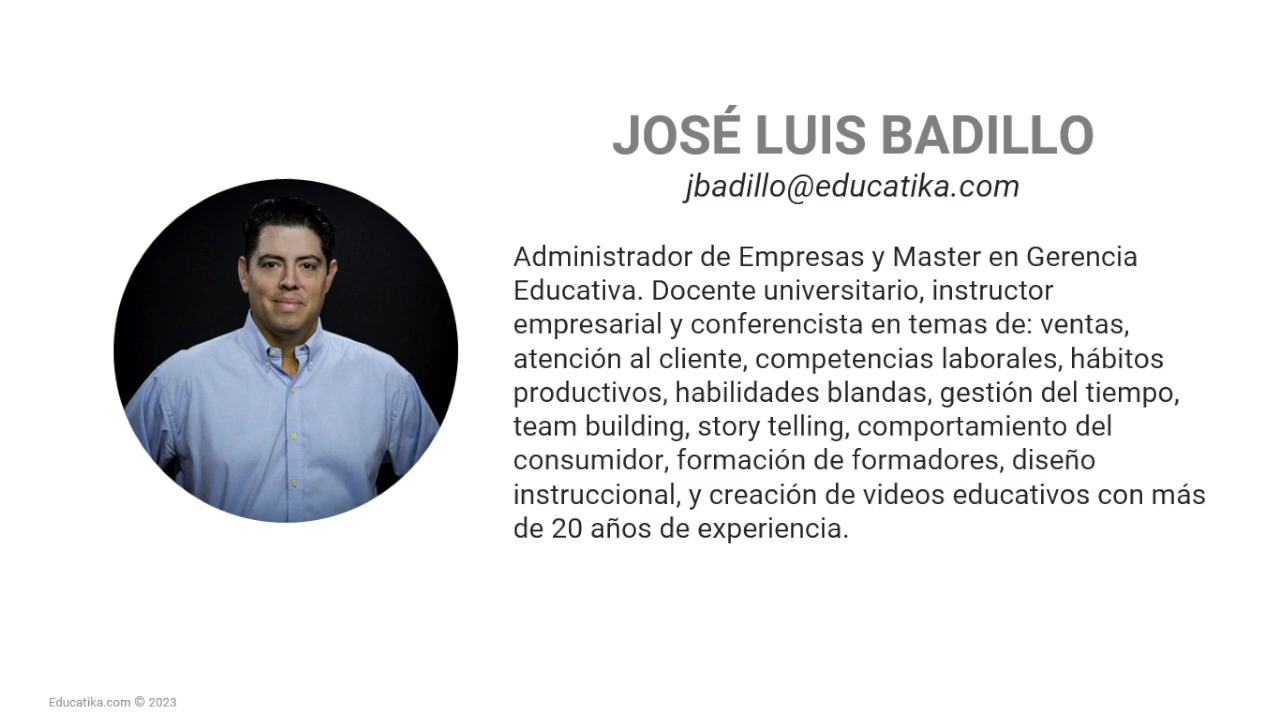 JOSÉ LUIS BADILLO
jbadillo@educatika.com
Administrador de Empresas y Master en Gerencia
Educativa. Docente universitario, instructor
empresarial y conferencista en temas de: ventas,
atención al cliente, competencias laborales, hábitos
productivos, habilidades blandas, gestión del tiempo,
team building, story telling, comportamiento del
consumidor, formación de formadores, diseño
instruccional, y creación de videos educativos con más
de 20 años de experiencia.
Educatika.com © 2023